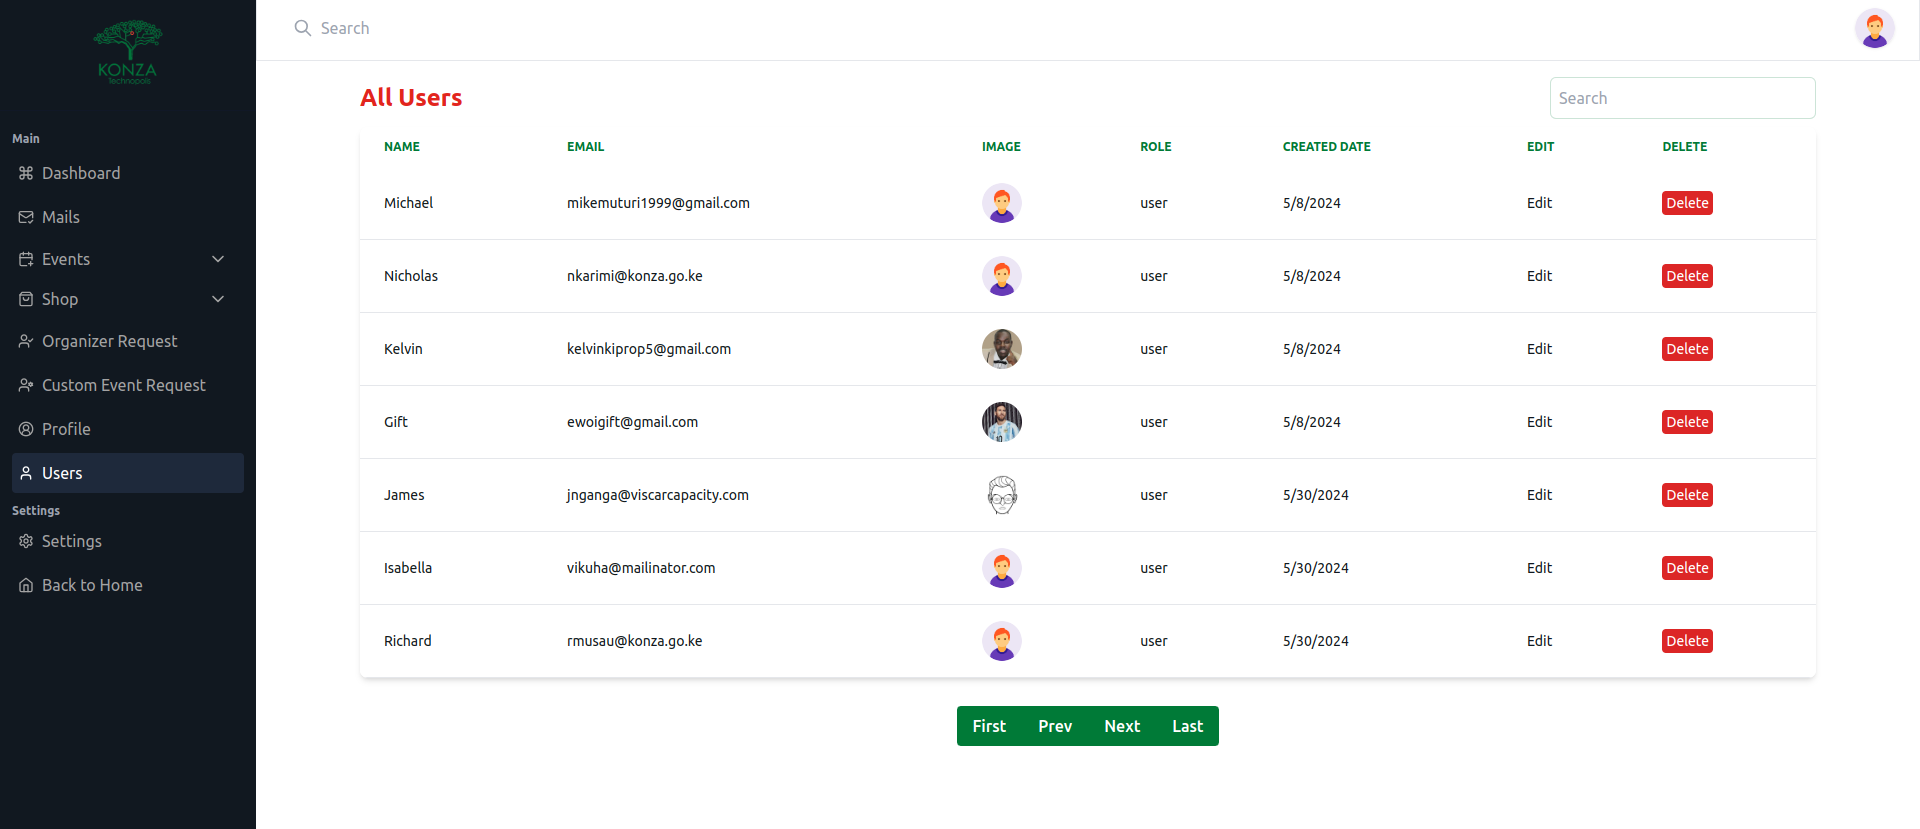 KONZA
Technopolis
Main
Dashboard
Mails
Events
Shop
Organizer Request
Custom Event Request
Profile
Users
Settings
Settings
Back to Home
Search
All Users
Search
NAME EMAIL IMAGE ROLE CREATED DATE EDIT DELETE
Michael mikemuturi1999@gmail.com user 5/8/2024 Edit Delete
Nicholas nkarimi@konza.go.ke user 5/8/2024 Edit Delete
Kelvin kelvinkiprop5@gmail.com user 5/8/2024 Edit Delete
Gift ewoigift@gmail.com user 5/8/2024 Edit Delete
James jnganga@viscarcapacity.com user 5/30/2024 Edit Delete
Isabella vikuha@mailinator.com user 5/30/2024 Edit Delete
Richard rmusau@konza.go.ke user 5/30/2024 Edit Delete
First Prev Next Last